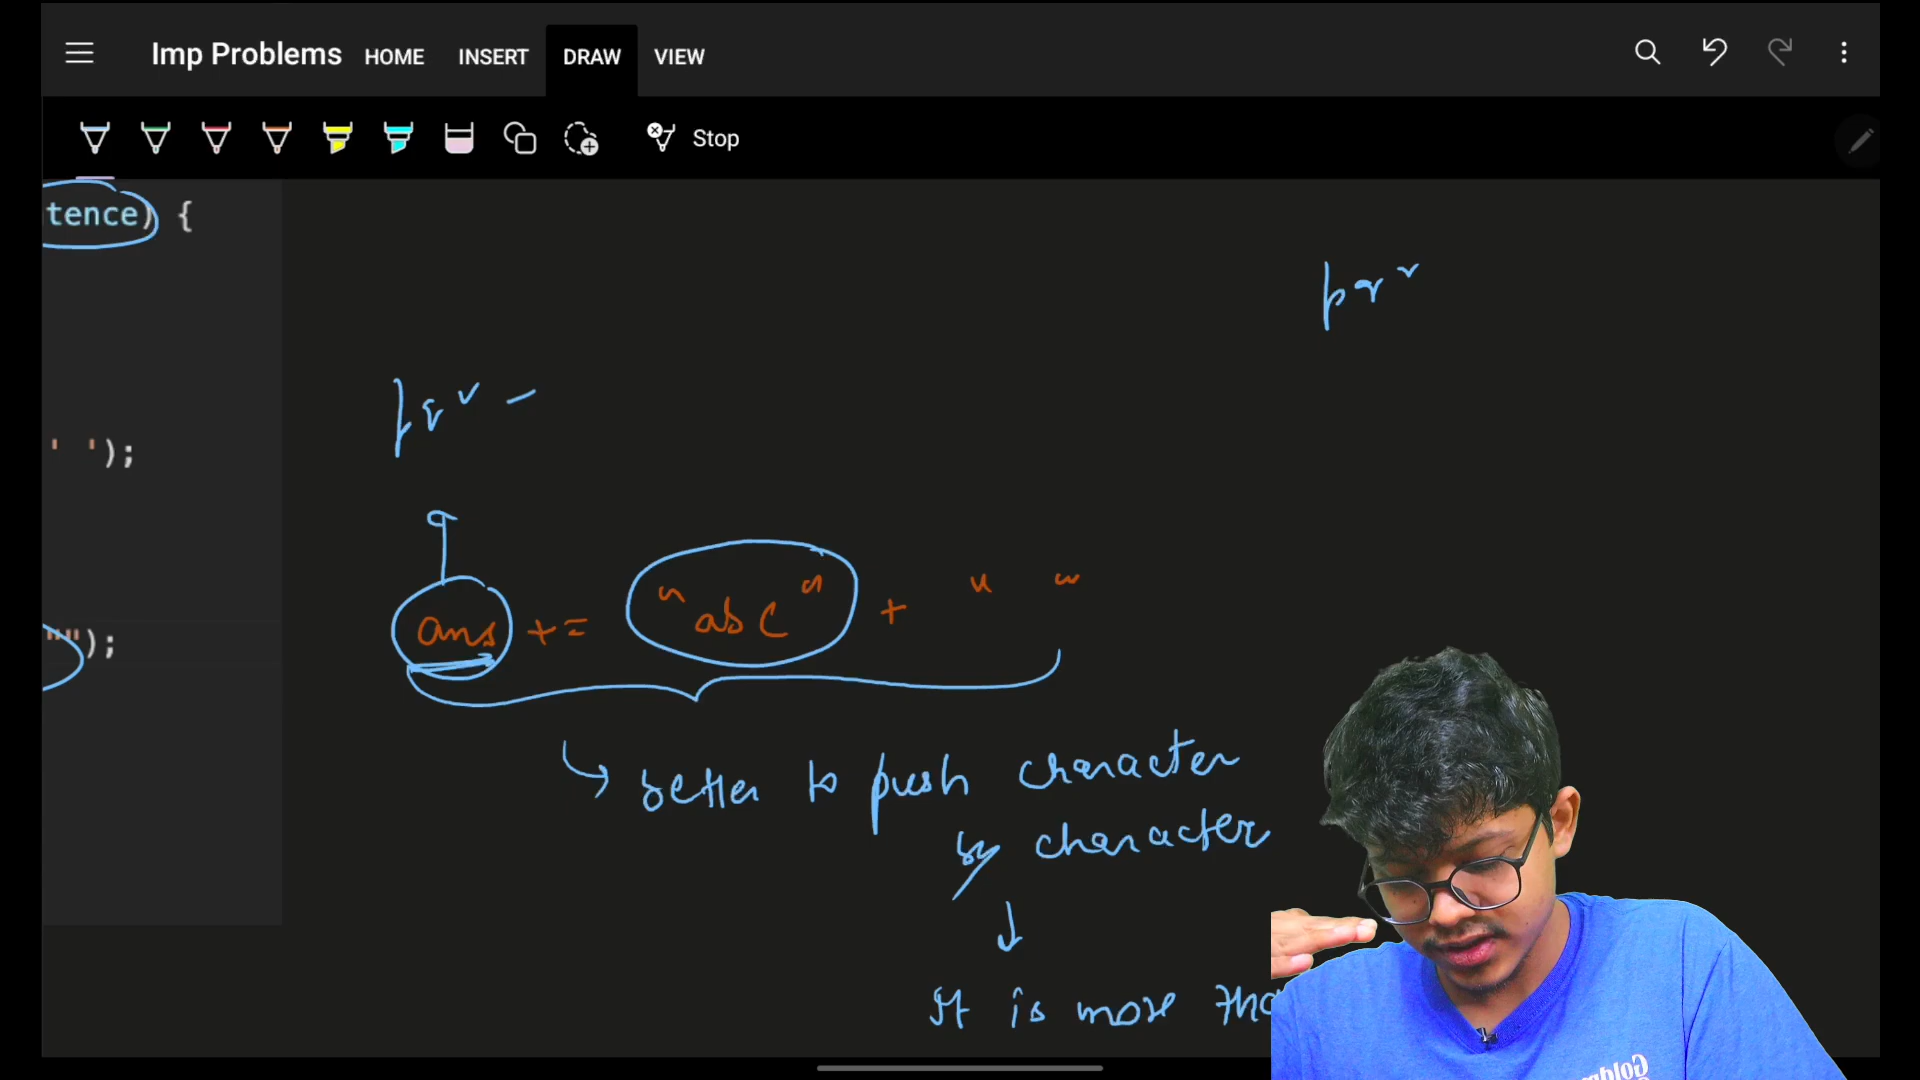 Imp Problems HOME INSERT DRAW VIEW
Stop
tence) {
' ');
""");
ans += "abc" + " "
better to push character
by character
It is more